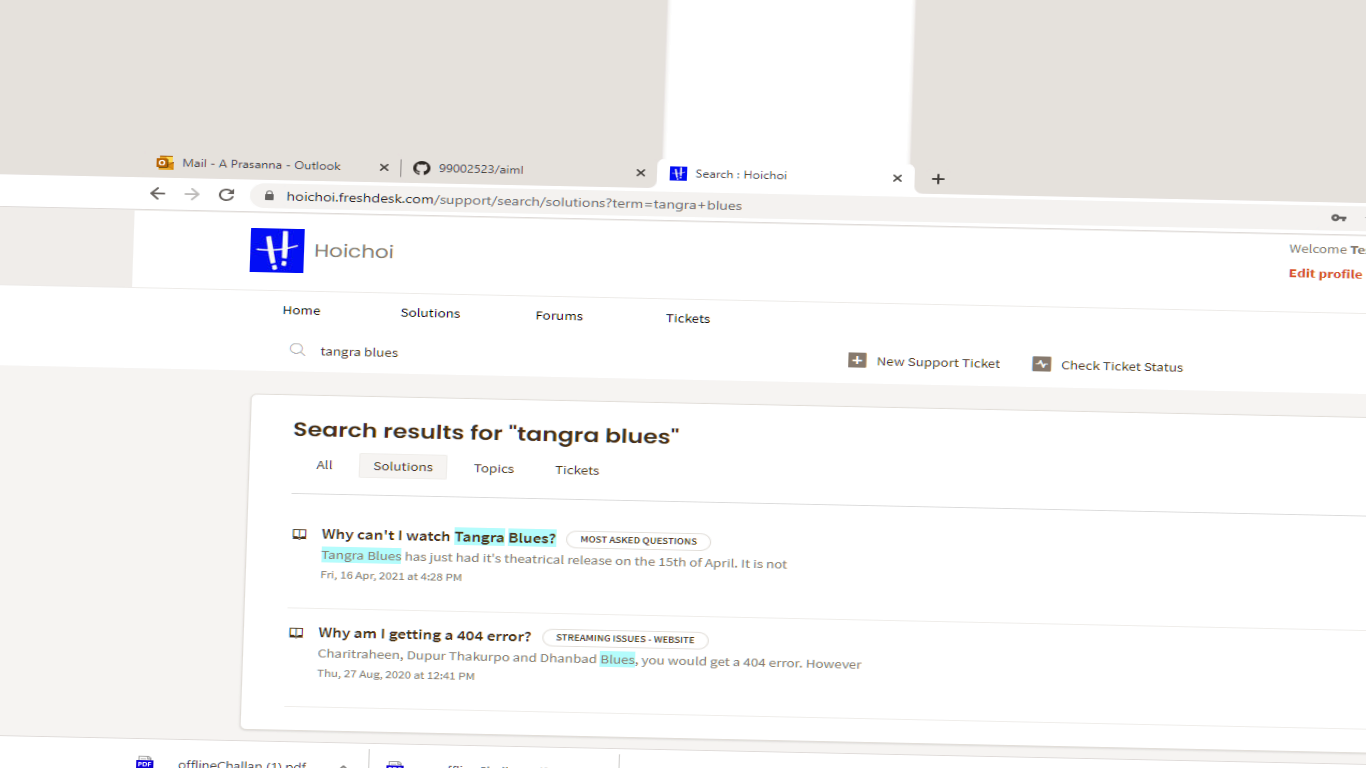 Mail - A Prasanna - Outlook
99002523/aiml
Search : Hoichoi
hoichoi.freshdesk.com/support/search/solutions?term=tangra+blues
Hoichoi
Welcome
Edit profile
Home Solutions Forums Tickets
tangra blues
New Support Ticket Check Ticket Status
Search results for "tangra blues"
All Solutions Topics Tickets
Why can't I watch Tangra Blues? MOST ASKED QUESTIONS
Tangra Blues has just had it's theatrical release on the 15th of April. It is not
Fri, 16 Apr, 2021 at 4:28 PM
Why am I getting a 404 error? STREAMING ISSUES - WEBSITE
Charitraheen, Dupur Thakurpo and Dhanbad Blues, you would get a 404 error. However
Thu, 27 Aug, 2020 at 12:41 PM
PDF offlineChallan (1).pdf